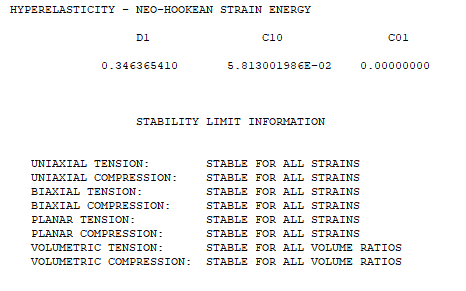 HYPERELASTICITY - NEO-HOOKEAN STRAIN ENERGY
D1 C10 C01
0.346365410 5.813001986E-02 0.00000000
STABILITY LIMIT INFORMATION
UNIAXIAL TENSION: STABLE FOR ALL STRAINS
UNIAXIAL COMPRESSION: STABLE FOR ALL STRAINS
BIAXIAL TENSION: STABLE FOR ALL STRAINS
BIAXIAL COMPRESSION: STABLE FOR ALL STRAINS
PLANAR TENSION: STABLE FOR ALL STRAINS
PLANAR COMPRESSION: STABLE FOR ALL STRAINS
VOLUMETRIC TENSION: STABLE FOR ALL VOLUME RATIOS
VOLUMETRIC COMPRESSION: STABLE FOR ALL VOLUME RATIOS